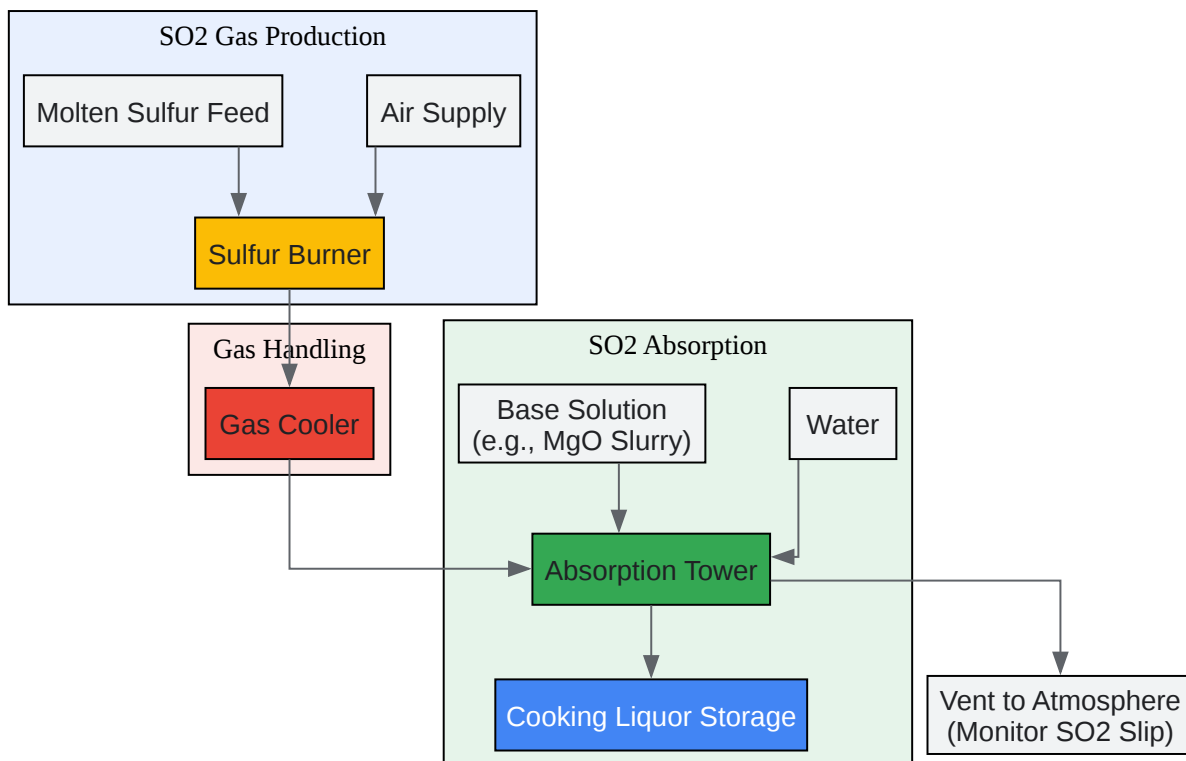 SO2 Gas Production
Molten Sulfur Feed
Air Supply
Sulfur Burner
Gas Handling
Gas Cooler
SO2 Absorption
Base Solution
(e.g., MgO Slurry)
Water
Absorption Tower
Cooking Liquor Storage
Vent to Atmosphere
(Monitor SO2 Slip)